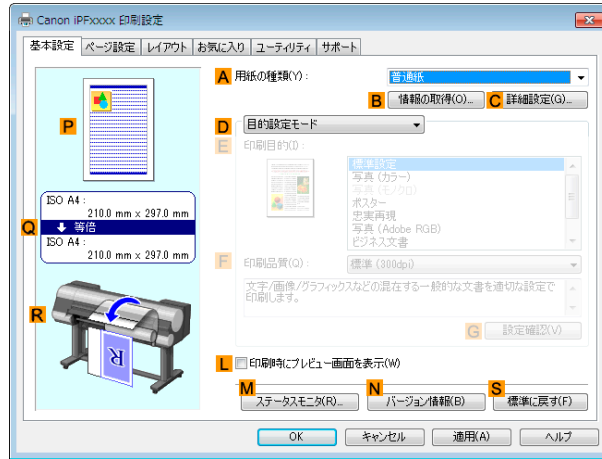 Canon iPFxxxx 印刷設定
基本設定 ページ設定 レイアウト お気に入り ユーティリティ サポート
A 用紙の種類(Y) : 普通紙
B 情報の取得(O)... C 詳細設定(G)...
D 目的設定モード
E 印刷目的(I) :
標準設定
写真 (カラー)
写真 (モノクロ)
ポスター
忠実再現
写真 (Adobe RGB)
ビジネス文書
F 印刷品質(Q) : 標準 (300dpi)
文字/画像/グラフィックスなどの混在する一般的な文書を適切な設定で
印刷します。
G 設定確認(V)
P
Q
ISO A4 :
210.0 mm x 297.0 mm
等倍
ISO A4 :
210.0 mm x 297.0 mm
R
R
L 印刷時にプレビュー画面を表示(W)
M ステータスモニタ(R)... N バージョン情報(B) S 標準に戻す(F)
OK キャンセル 適用(A) ヘルプ